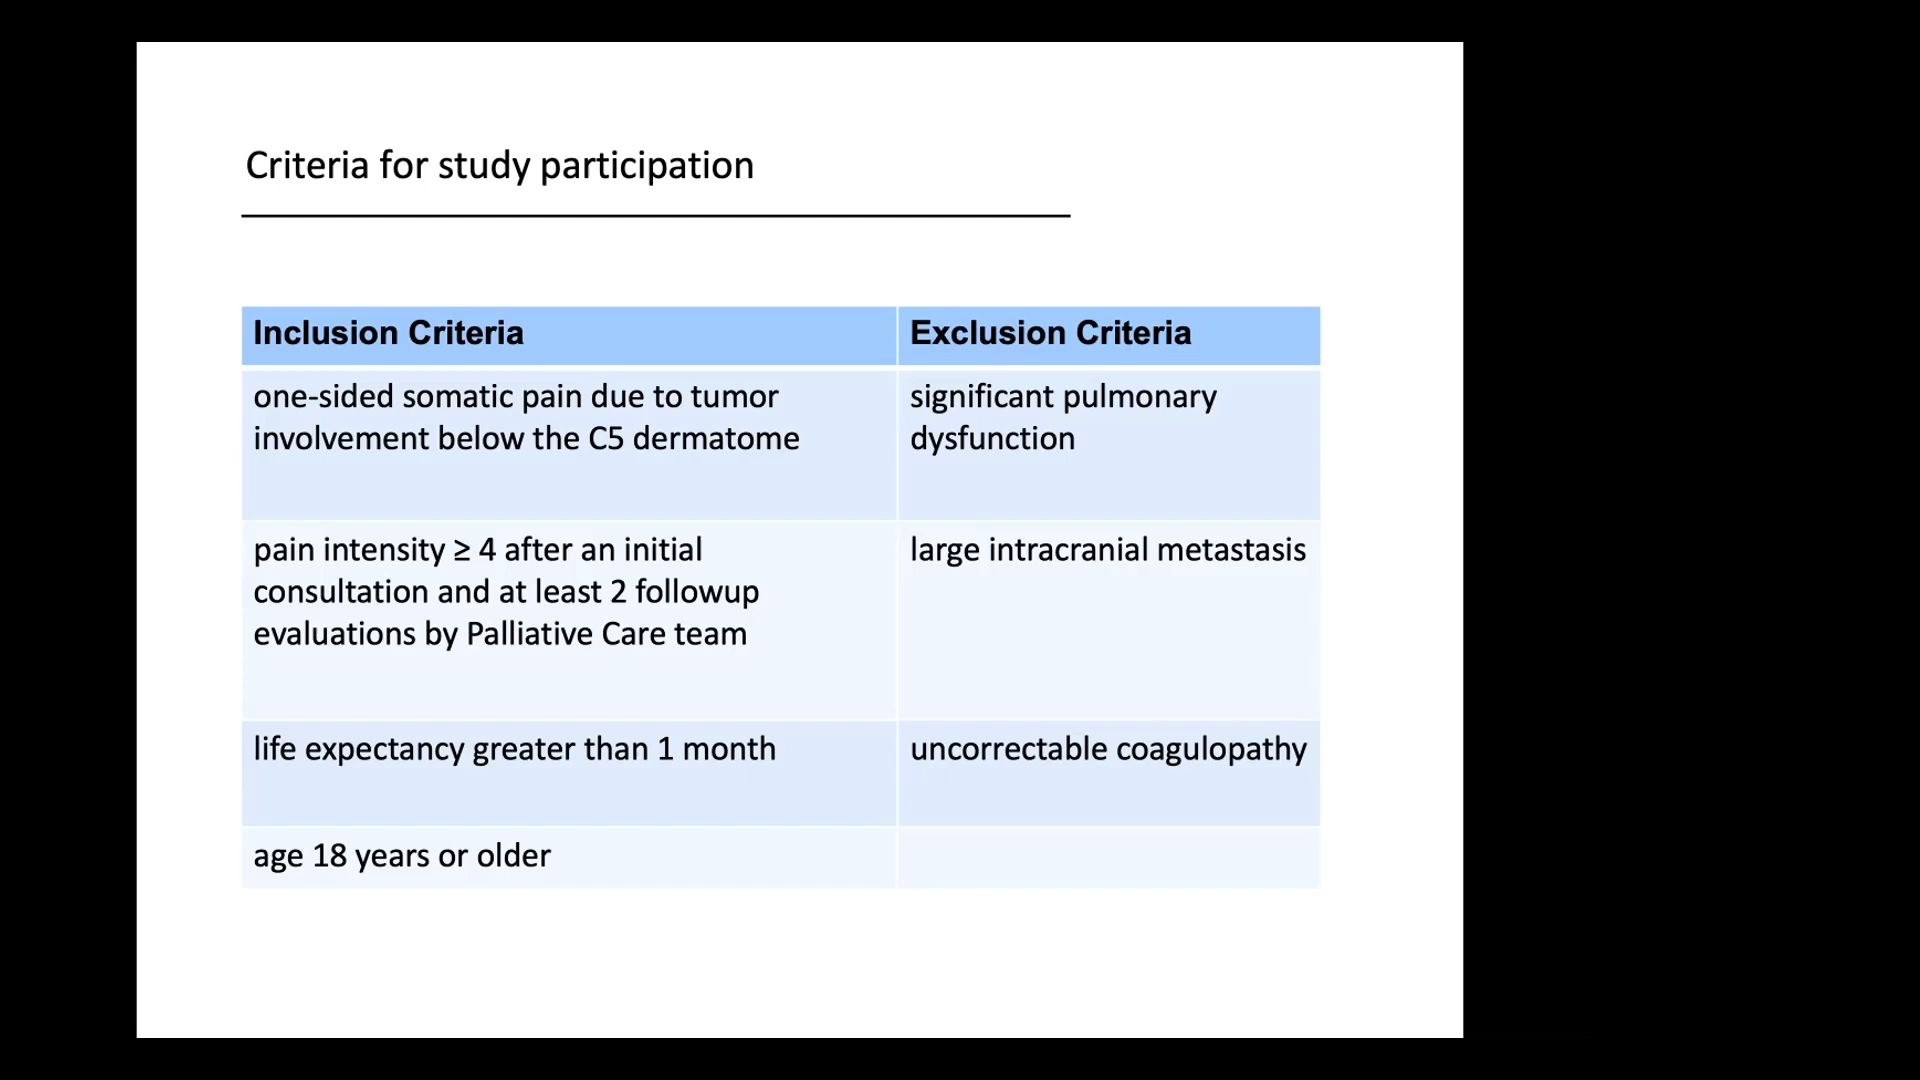 Criteria for study participation
Inclusion Criteria
Exclusion Criteria
one-sided somatic pain due to tumor
involvement below the C5 dermatome
significant pulmonary
dysfunction
pain intensity ≥ 4 after an initial
consultation and at least 2 followup
evaluations by Palliative Care team
large intracranial metastasis
life expectancy greater than 1 month
uncorrectable coagulopathy
age 18 years or older